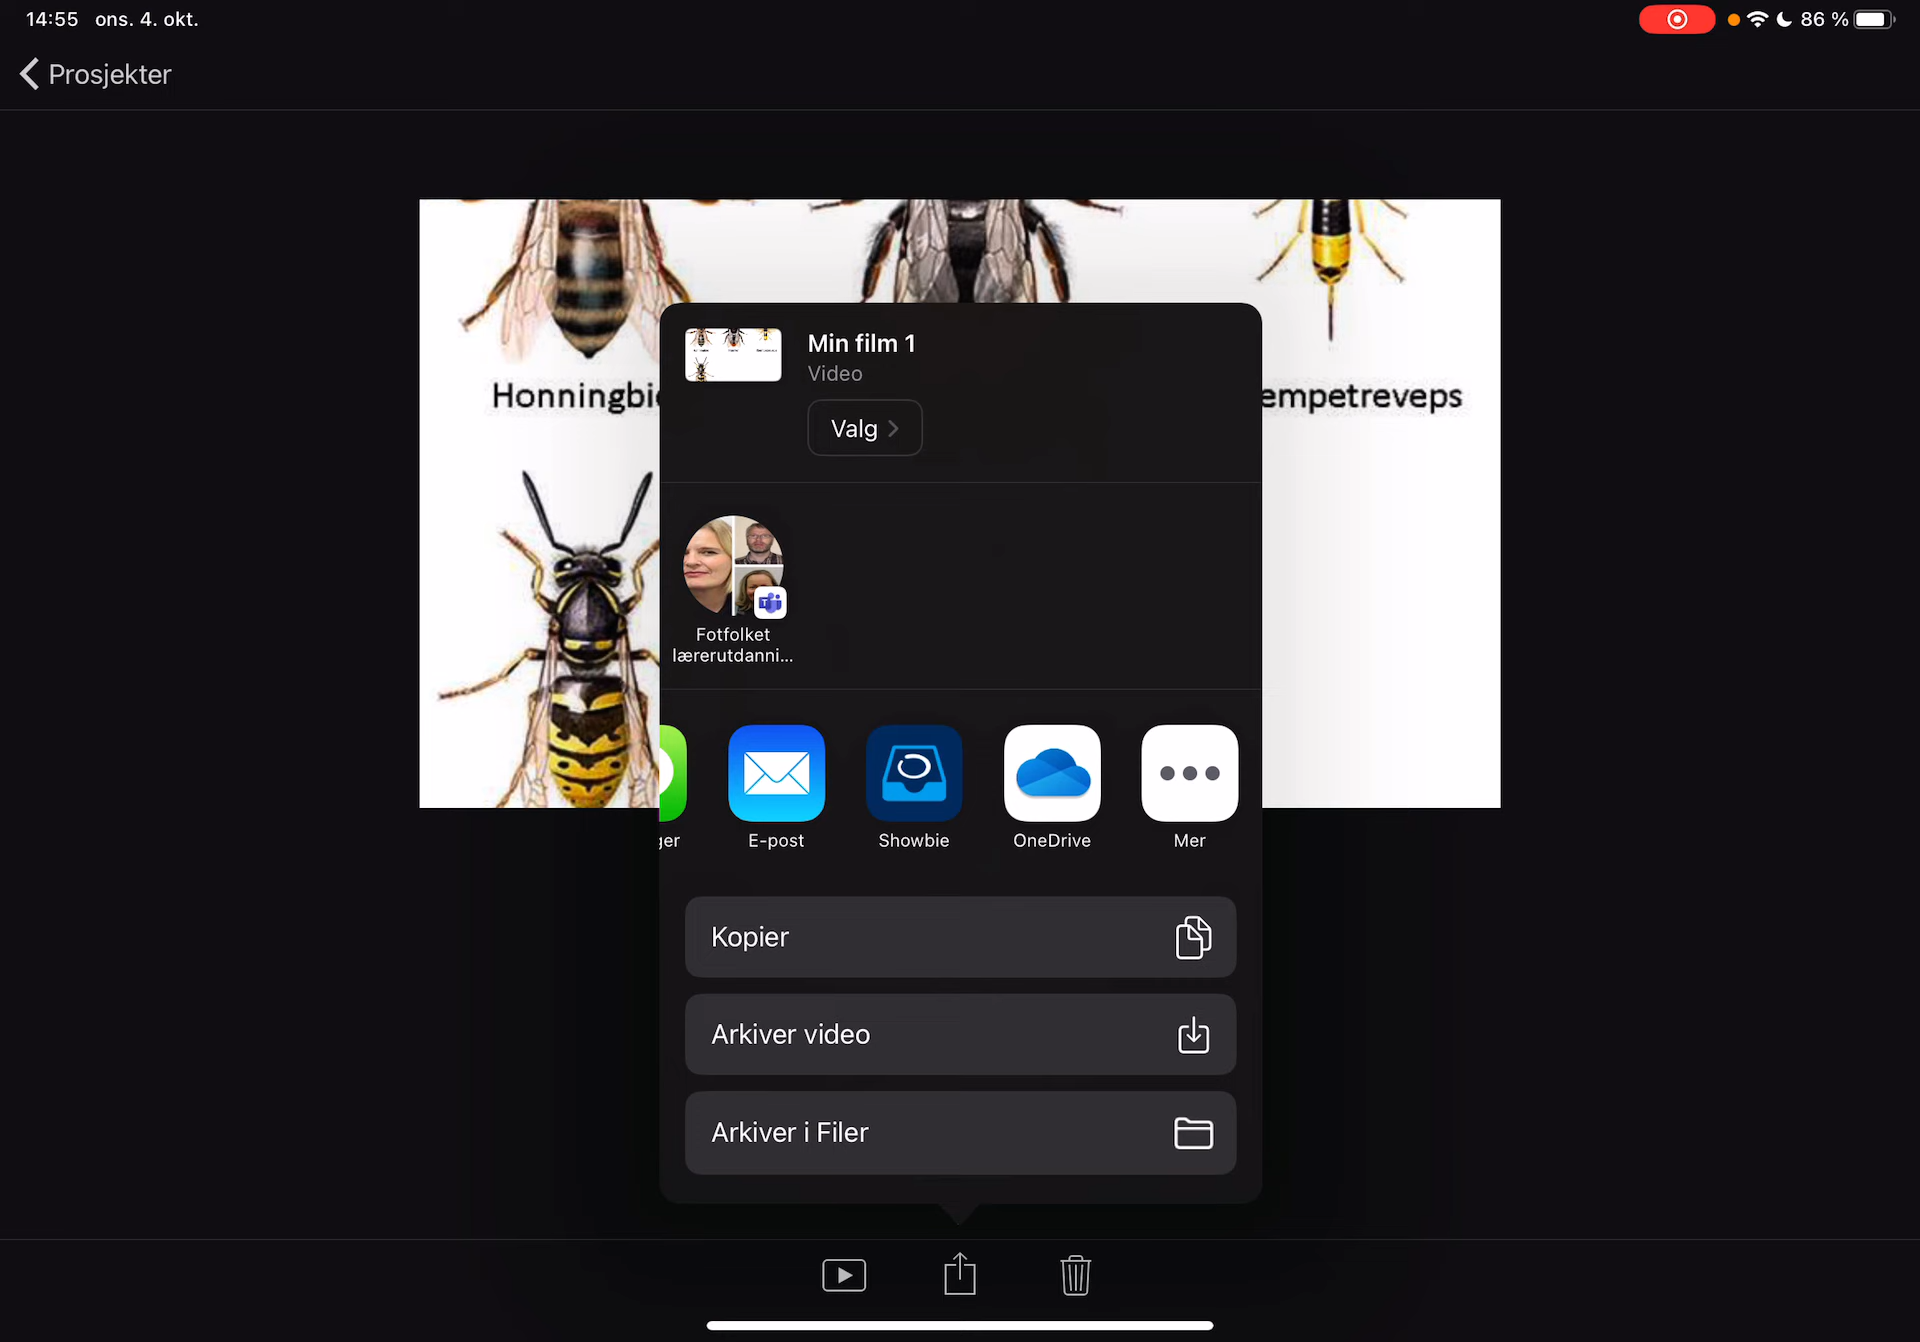 14:55 ons. 4. okt.
86 %
Prosjekter
Min film 1
Video
Valg
Honningbi
empetreveps
Fotfolket
lærerutdanni...
ger
E-post
Showbie
OneDrive
Mer
Kopier
Arkiver video
Arkiver i Filer